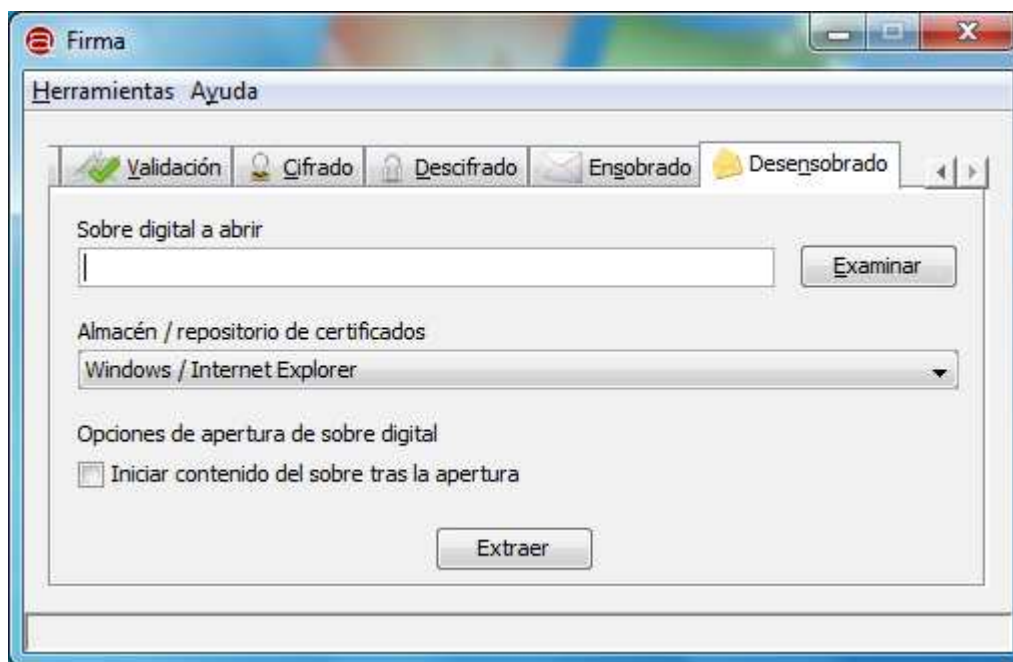 Firma
Herramientas Ayuda
Validación Cifrado Descifrado Ensobrado Desensobrado
Sobre digital a abrir
Examinar
Almacén / repositorio de certificados
Windows / Internet Explorer
Opciones de apertura de sobre digital
Iniciar contenido del sobre tras la apertura
Extraer